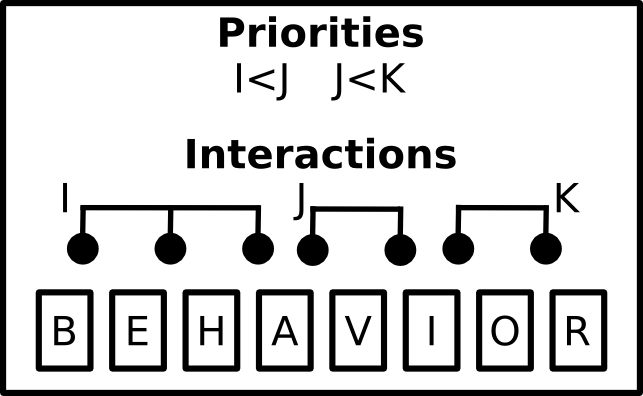 Priorities
I<J J<K
Interactions
I J K
B E H A V I O R